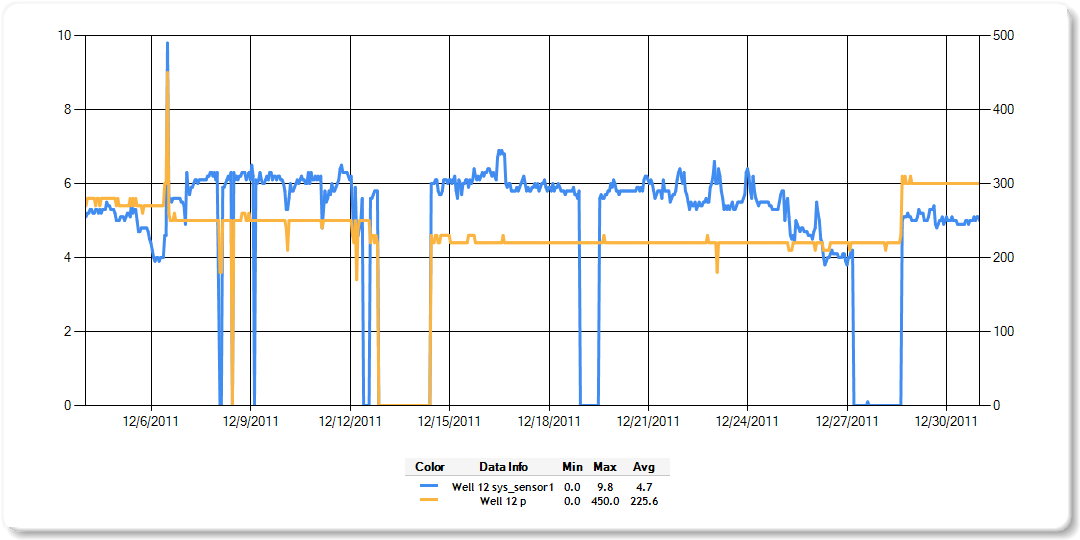 10 500
8 400
6 300
4 200
2 100
0 0
12/6/2011 12/9/2011 12/12/2011 12/15/2011 12/18/2011 12/21/2011 12/24/2011 12/27/2011 12/30/2011
Color Data Info Min Max Avg
Well 12 sys_sensor1 0.0 9.8 4.7
Well 12 p 0.0 450.0 225.6